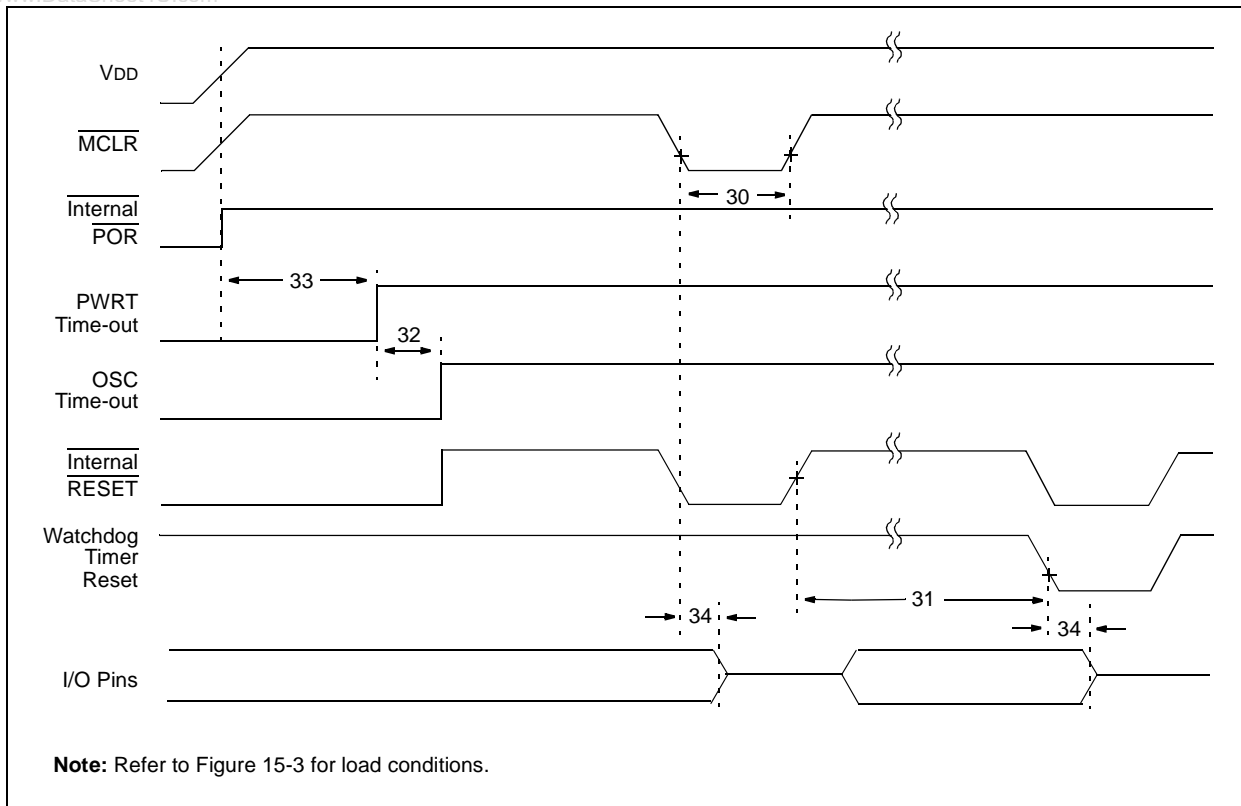 VDD
MCLR
30
Internal
POR
33
PWRT
Time-out
32
OSC
Time-out
Internal
RESET
Watchdog
Timer
Reset
31
34
34
I/O Pins
Note: Refer to Figure 15-3 for load conditions.